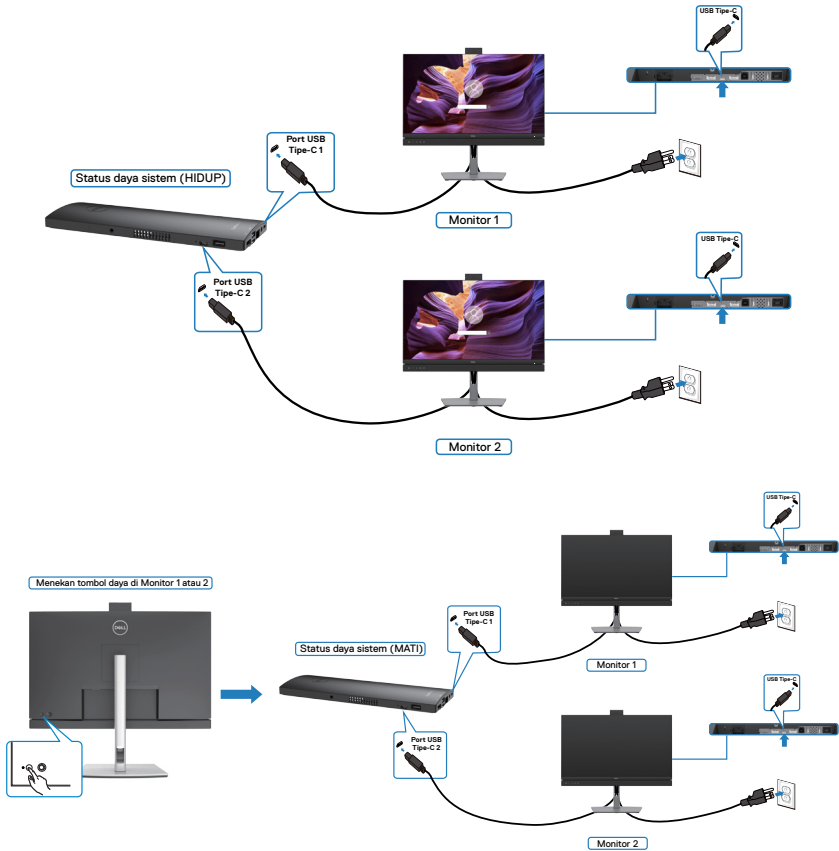 USB Tipe-C
Port USB
Tipe-C 1
Status daya sistem (HIDUP)
Monitor 1
USB Tipe-C
Port USB
Tipe-C 2
Monitor 2
USB Tipe-C
Menekan tombol daya di Monitor 1 atau 2
DELL
Port USB
Tipe-C 1
Status daya sistem (MATI)
Monitor 1
USB Tipe-C
Port USB
Tipe-C 2
Monitor 2